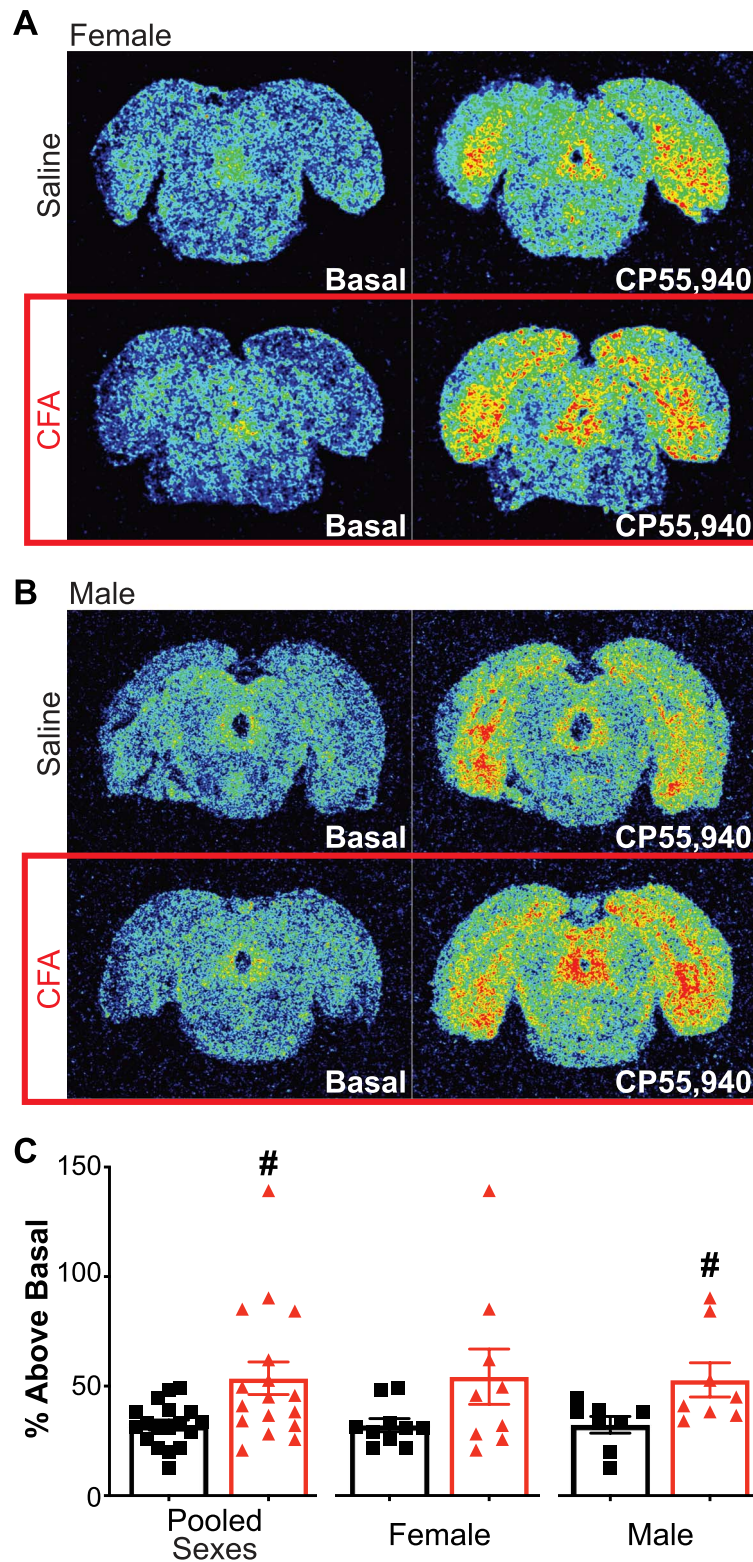 A
Female
Saline
Basal
CP55,940
CFA
Basal
CP55,940
B
Male
Saline
Basal
CP55,940
CFA
Basal
CP55,940
C
% Above Basal
150
100
50
0
#
#
Pooled
Sexes
Female
Male